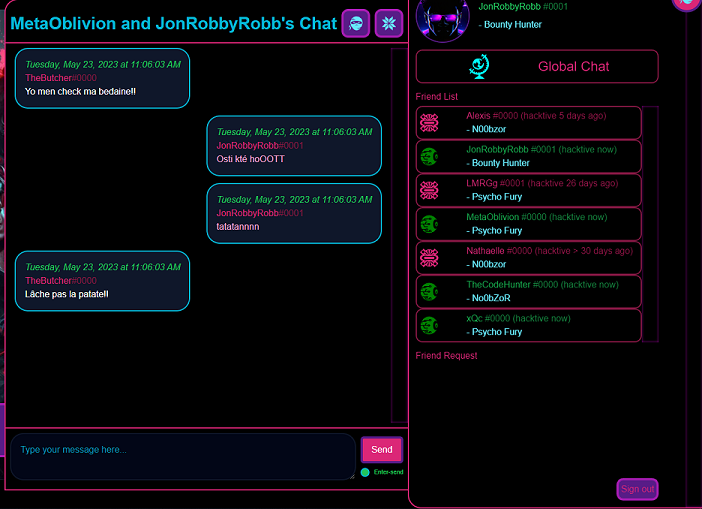 MetaOblivion and JonRobbyRobb's Chat
Tuesday, May 23, 2023 at 11:06:03 AM
TheButcher#0000
Yo men check ma bedaine!!
Tuesday, May 23, 2023 at 11:06:03 AM
JonRobbyRobb#0001
Osti kté hoOOTT
Tuesday, May 23, 2023 at 11:06:03 AM
JonRobbyRobb#0001
tatatannnn
Tuesday, May 23, 2023 at 11:06:03 AM
TheButcher#0000
Lâche pas la patate!!
Type your message here...
Send
Enter-send
JonRobbyRobb #0001
- Bounty Hunter
Global Chat
Friend List
Alexis #0000 (hacktive 5 days ago)
- N00bzor
JonRobbyRobb #0001 (hacktive now)
- Bounty Hunter
LMRGg #0001 (hacktive 26 days ago)
- Psycho Fury
MetaOblivion #0000 (hacktive now)
- Psycho Fury
Nathaelle #0000 (hacktive > 30 days ago)
- N00bzor
TheCodeHunter #0000 (hacktive now)
- No0bZoR
xQc #0000 (hacktive now)
- Psycho Fury
Friend Request
Sign out